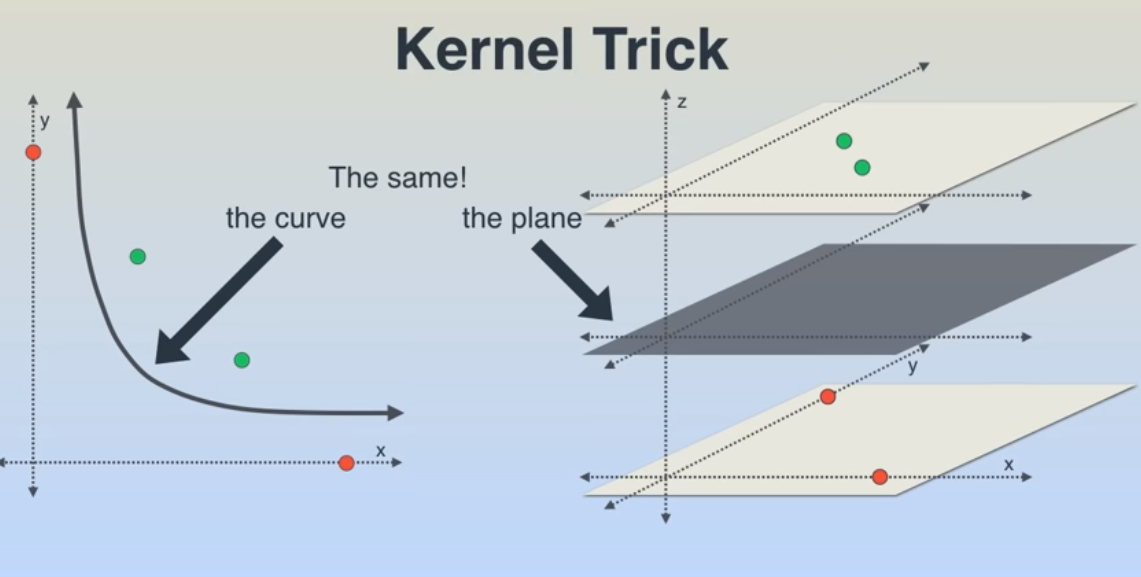 Kernel Trick
y
The same!
the curve
the plane
x
z
y
x